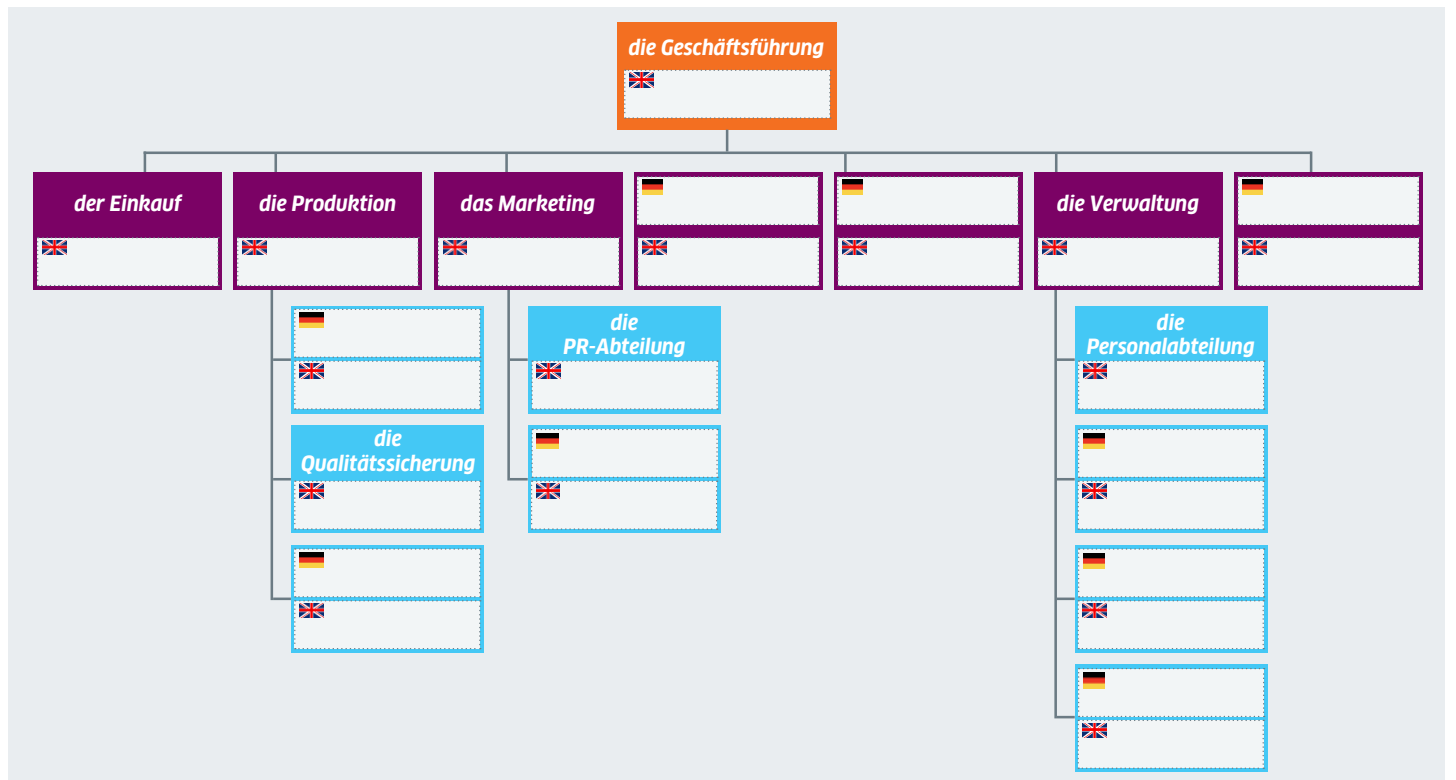 die Geschäftsführung
der Einkauf
die Produktion
das Marketing
die Verwaltung
die
PR-Abteilung
die
Personalabteilung
die
Qualitätssicherung